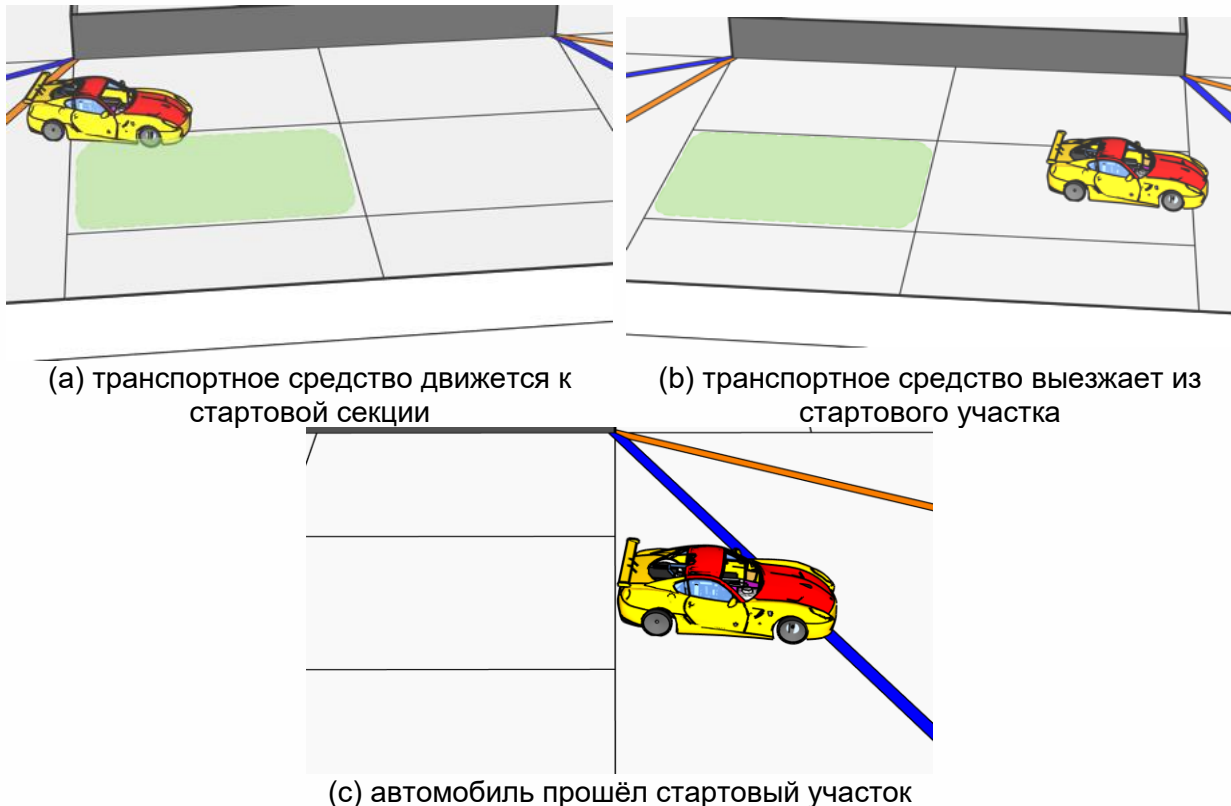 (a) транспортное средство движется к
стартовой секции
(b) транспортное средство выезжает из
стартового участка
(c) автомобиль прошёл стартовый участок